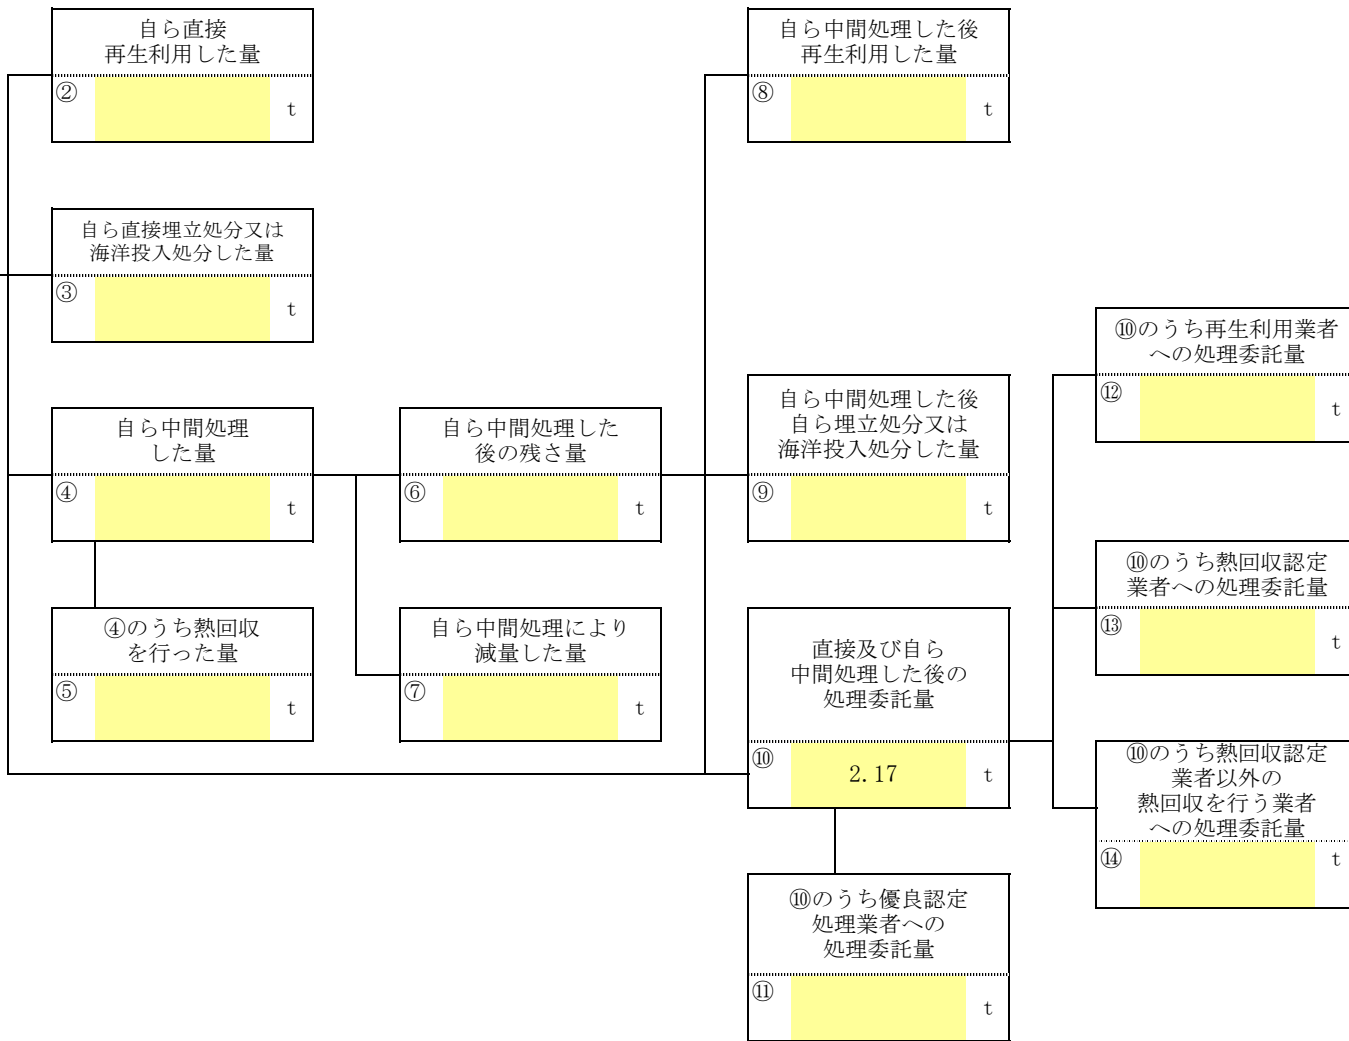 自ら直接
再生利用した量
②
t
自ら中間処理した後
再生利用した量
⑧
t
自ら直接埋立処分又は
海洋投入処分した量
③
t
⑩のうち再生利用業者
への処理委託量
⑫
t
自ら中間処理
した量
④
t
自ら中間処理した
後の残さ量
⑥
t
自ら中間処理した後
自ら埋立処分又は
海洋投入処分した量
⑨
t
⑩のうち熱回収認定
業者への処理委託量
⑬
t
④のうち熱回収
を行った量
⑤
t
自ら中間処理により
減量した量
⑦
t
直接及び自ら
中間処理した後の
処理委託量
⑩ 2.17 t
⑩のうち熱回収認定
業者以外の
熱回収を行う業者
への処理委託量
⑭
t
⑩のうち優良認定
処理業者への
処理委託量
⑪
t